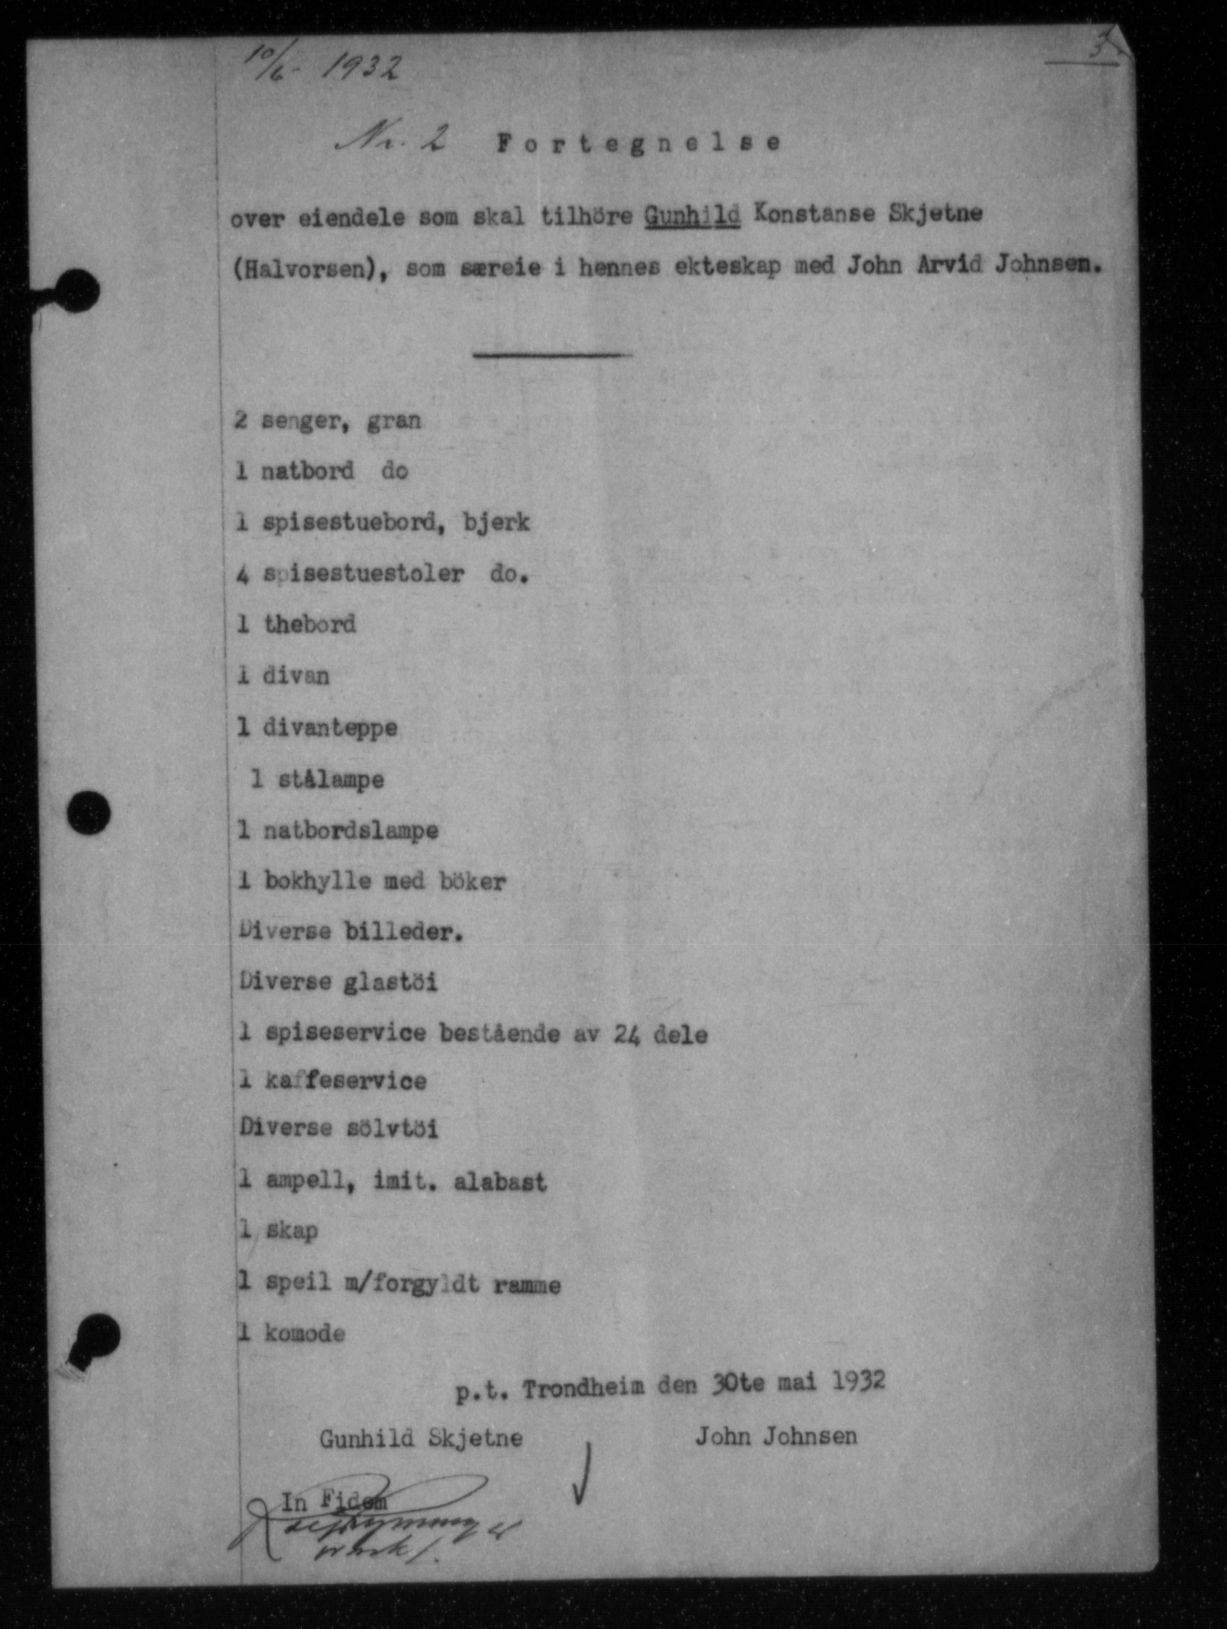 10/6- 1932
3.
Nr. 2 Fortegnelse
over eiendele som skal tilhöre Gunhild Konstanse Skjetne
(Halvorsen), som særeie i hennes ekteskap med John Arvid Johnsen.
2 senger, gran
1 natbord do
1 spisestuebord, bjerk
4 spisestuestoler do.
1 thebord
1 divan
1 divanteppe
1 stålampe
1 natbordslampe
1 bokhylle med böker
Diverse billeder.
Diverse glastöi
1 spiseservice bestående av 24 dele
1 kaffeservice
Diverse sölvtöi
1 ampell, imit. alabast
1 skap
1 speil m/forgyldt ramme
1 komode
p.t. Trondheim den 30te mai 1932
Gunhild Skjetne John Johnsen
In Fidem